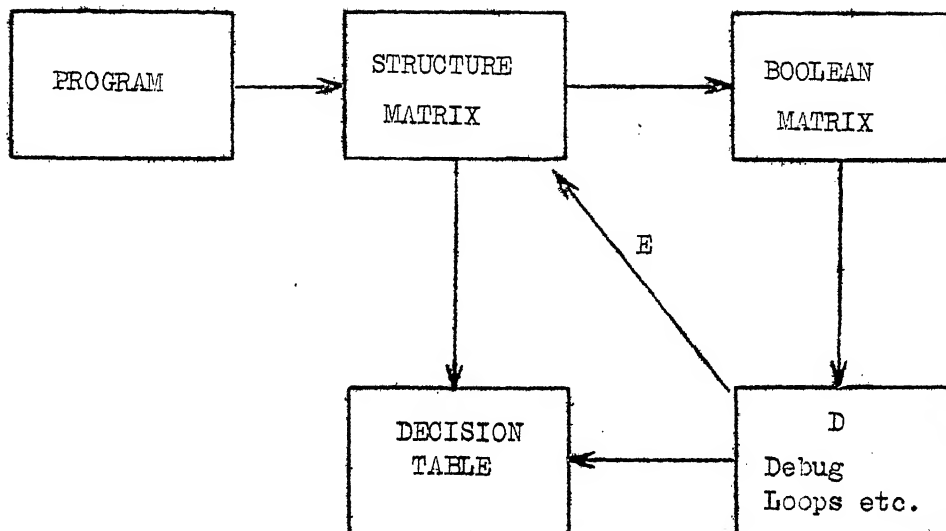 PROGRAM
STRUCTURE
MATRIX
BOOLEAN
MATRIX
E
DECISION
TABLE
D
Debug
Loops etc.